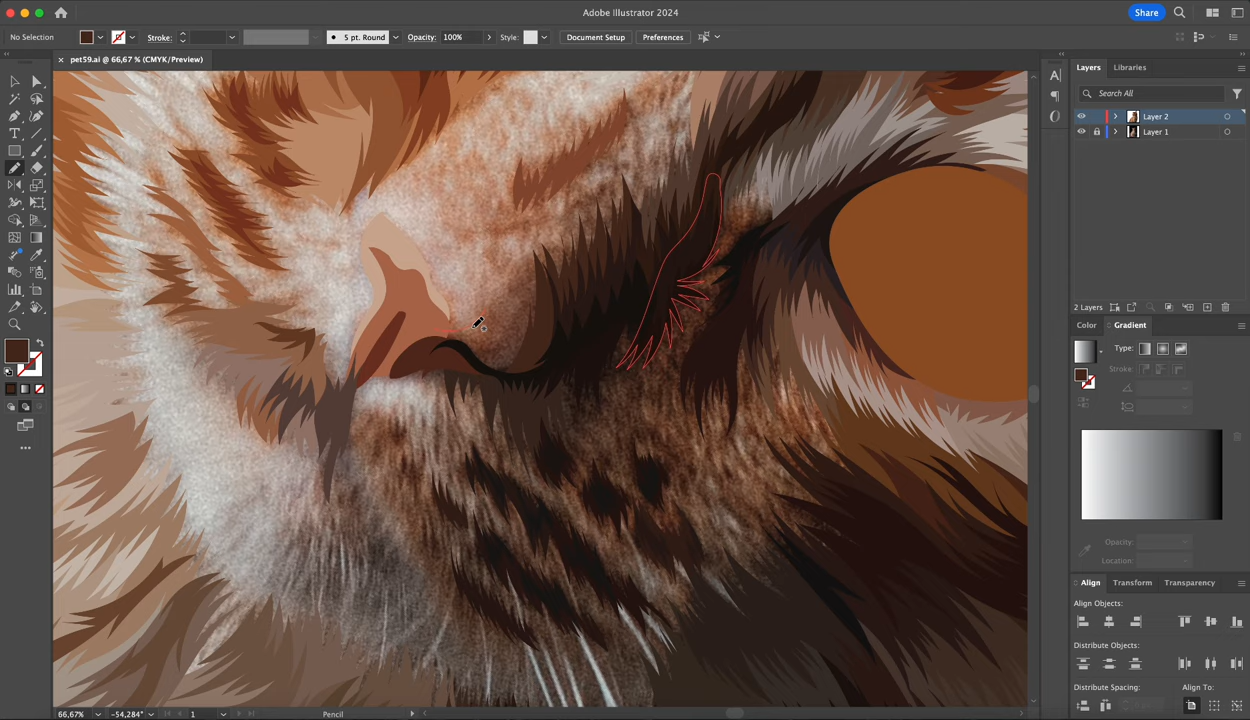 Adobe Illustrator 2024
Share
No Selection
Stroke:
5 pt. Round
Opacity:
100%
Style:
Document Setup
Preferences
pet59.ai @ 66,67 % (CMYK/Preview)
Layers
Libraries
Search All
Layer 2
Layer 1
2 Layers
Color
Gradient
Type:
Stroke:
Opacity:
Location:
Align
Transform
Transparency
Align Objects:
Distribute Objects:
Distribute Spacing:
Align To:
66,67%
-54,284°
1
Pencil